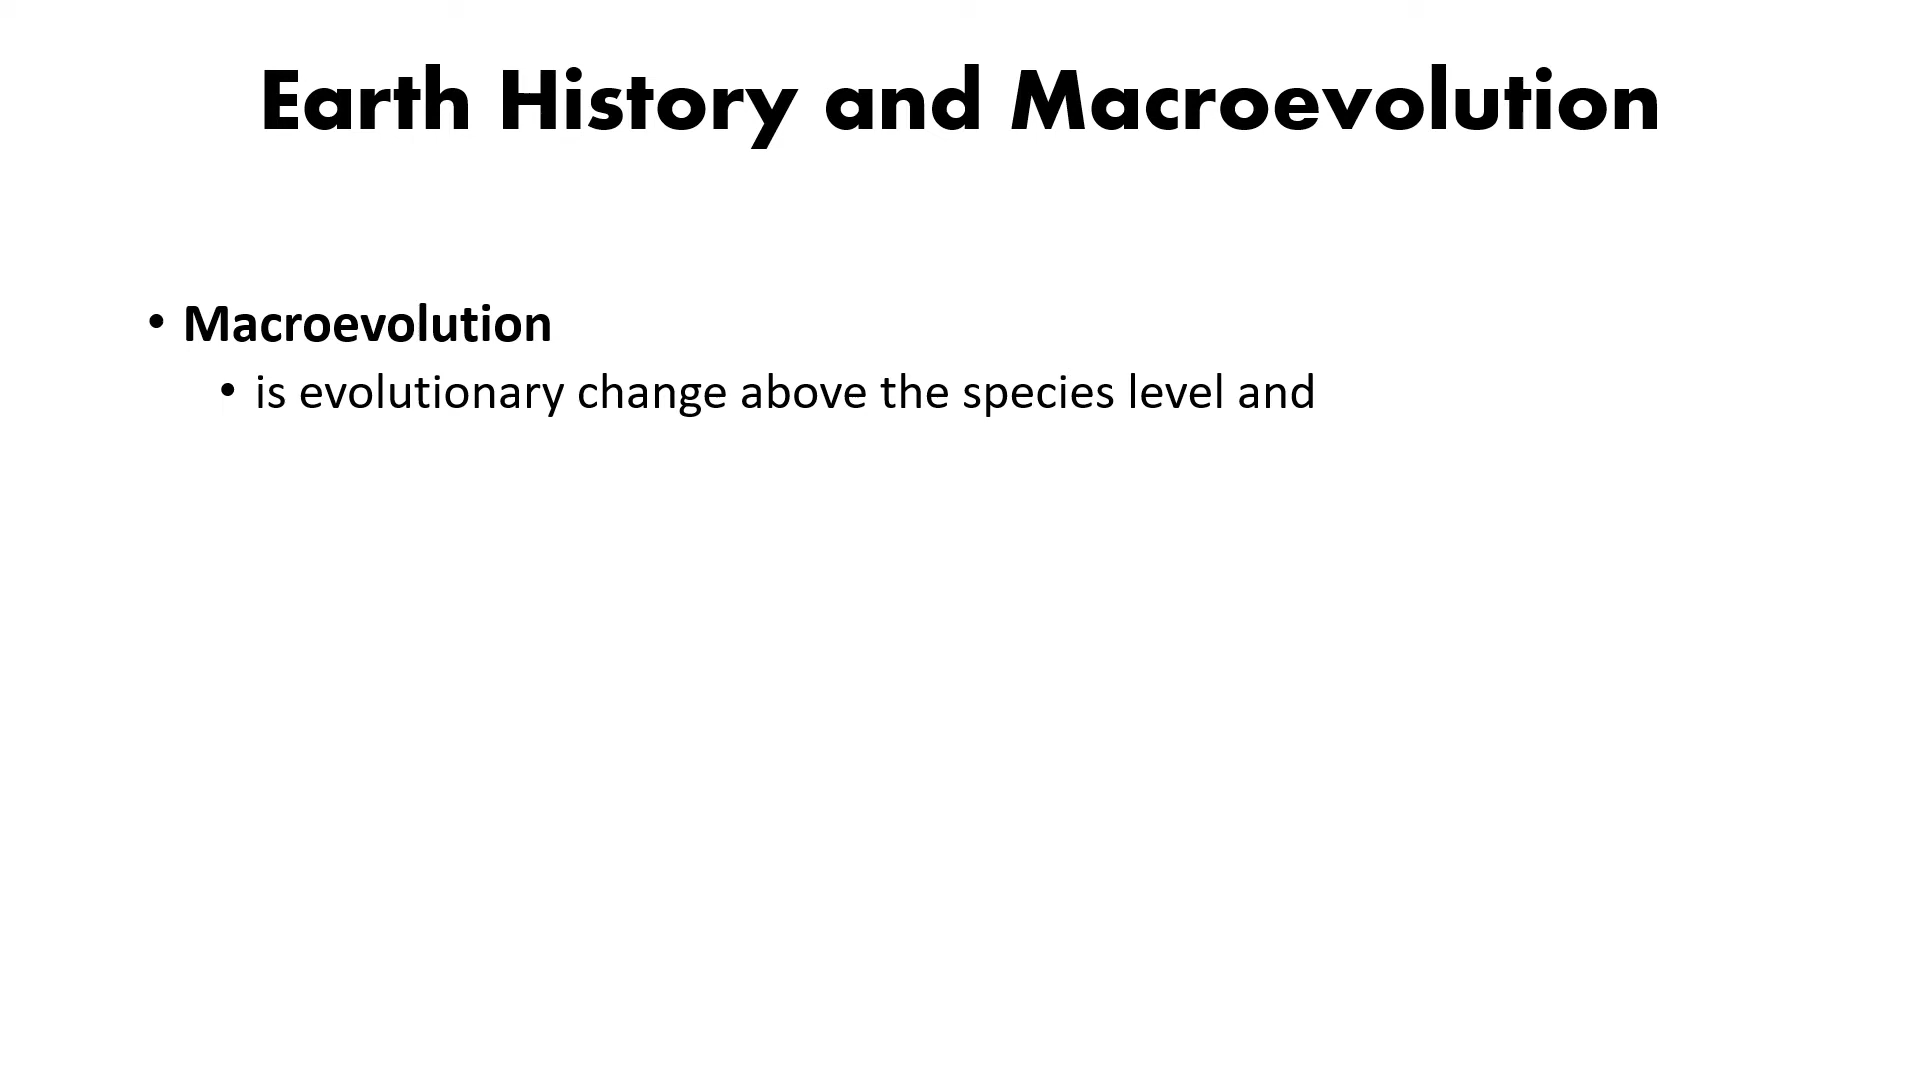 Earth History and Macroevolution
• Macroevolution
• is evolutionary change above the species level and